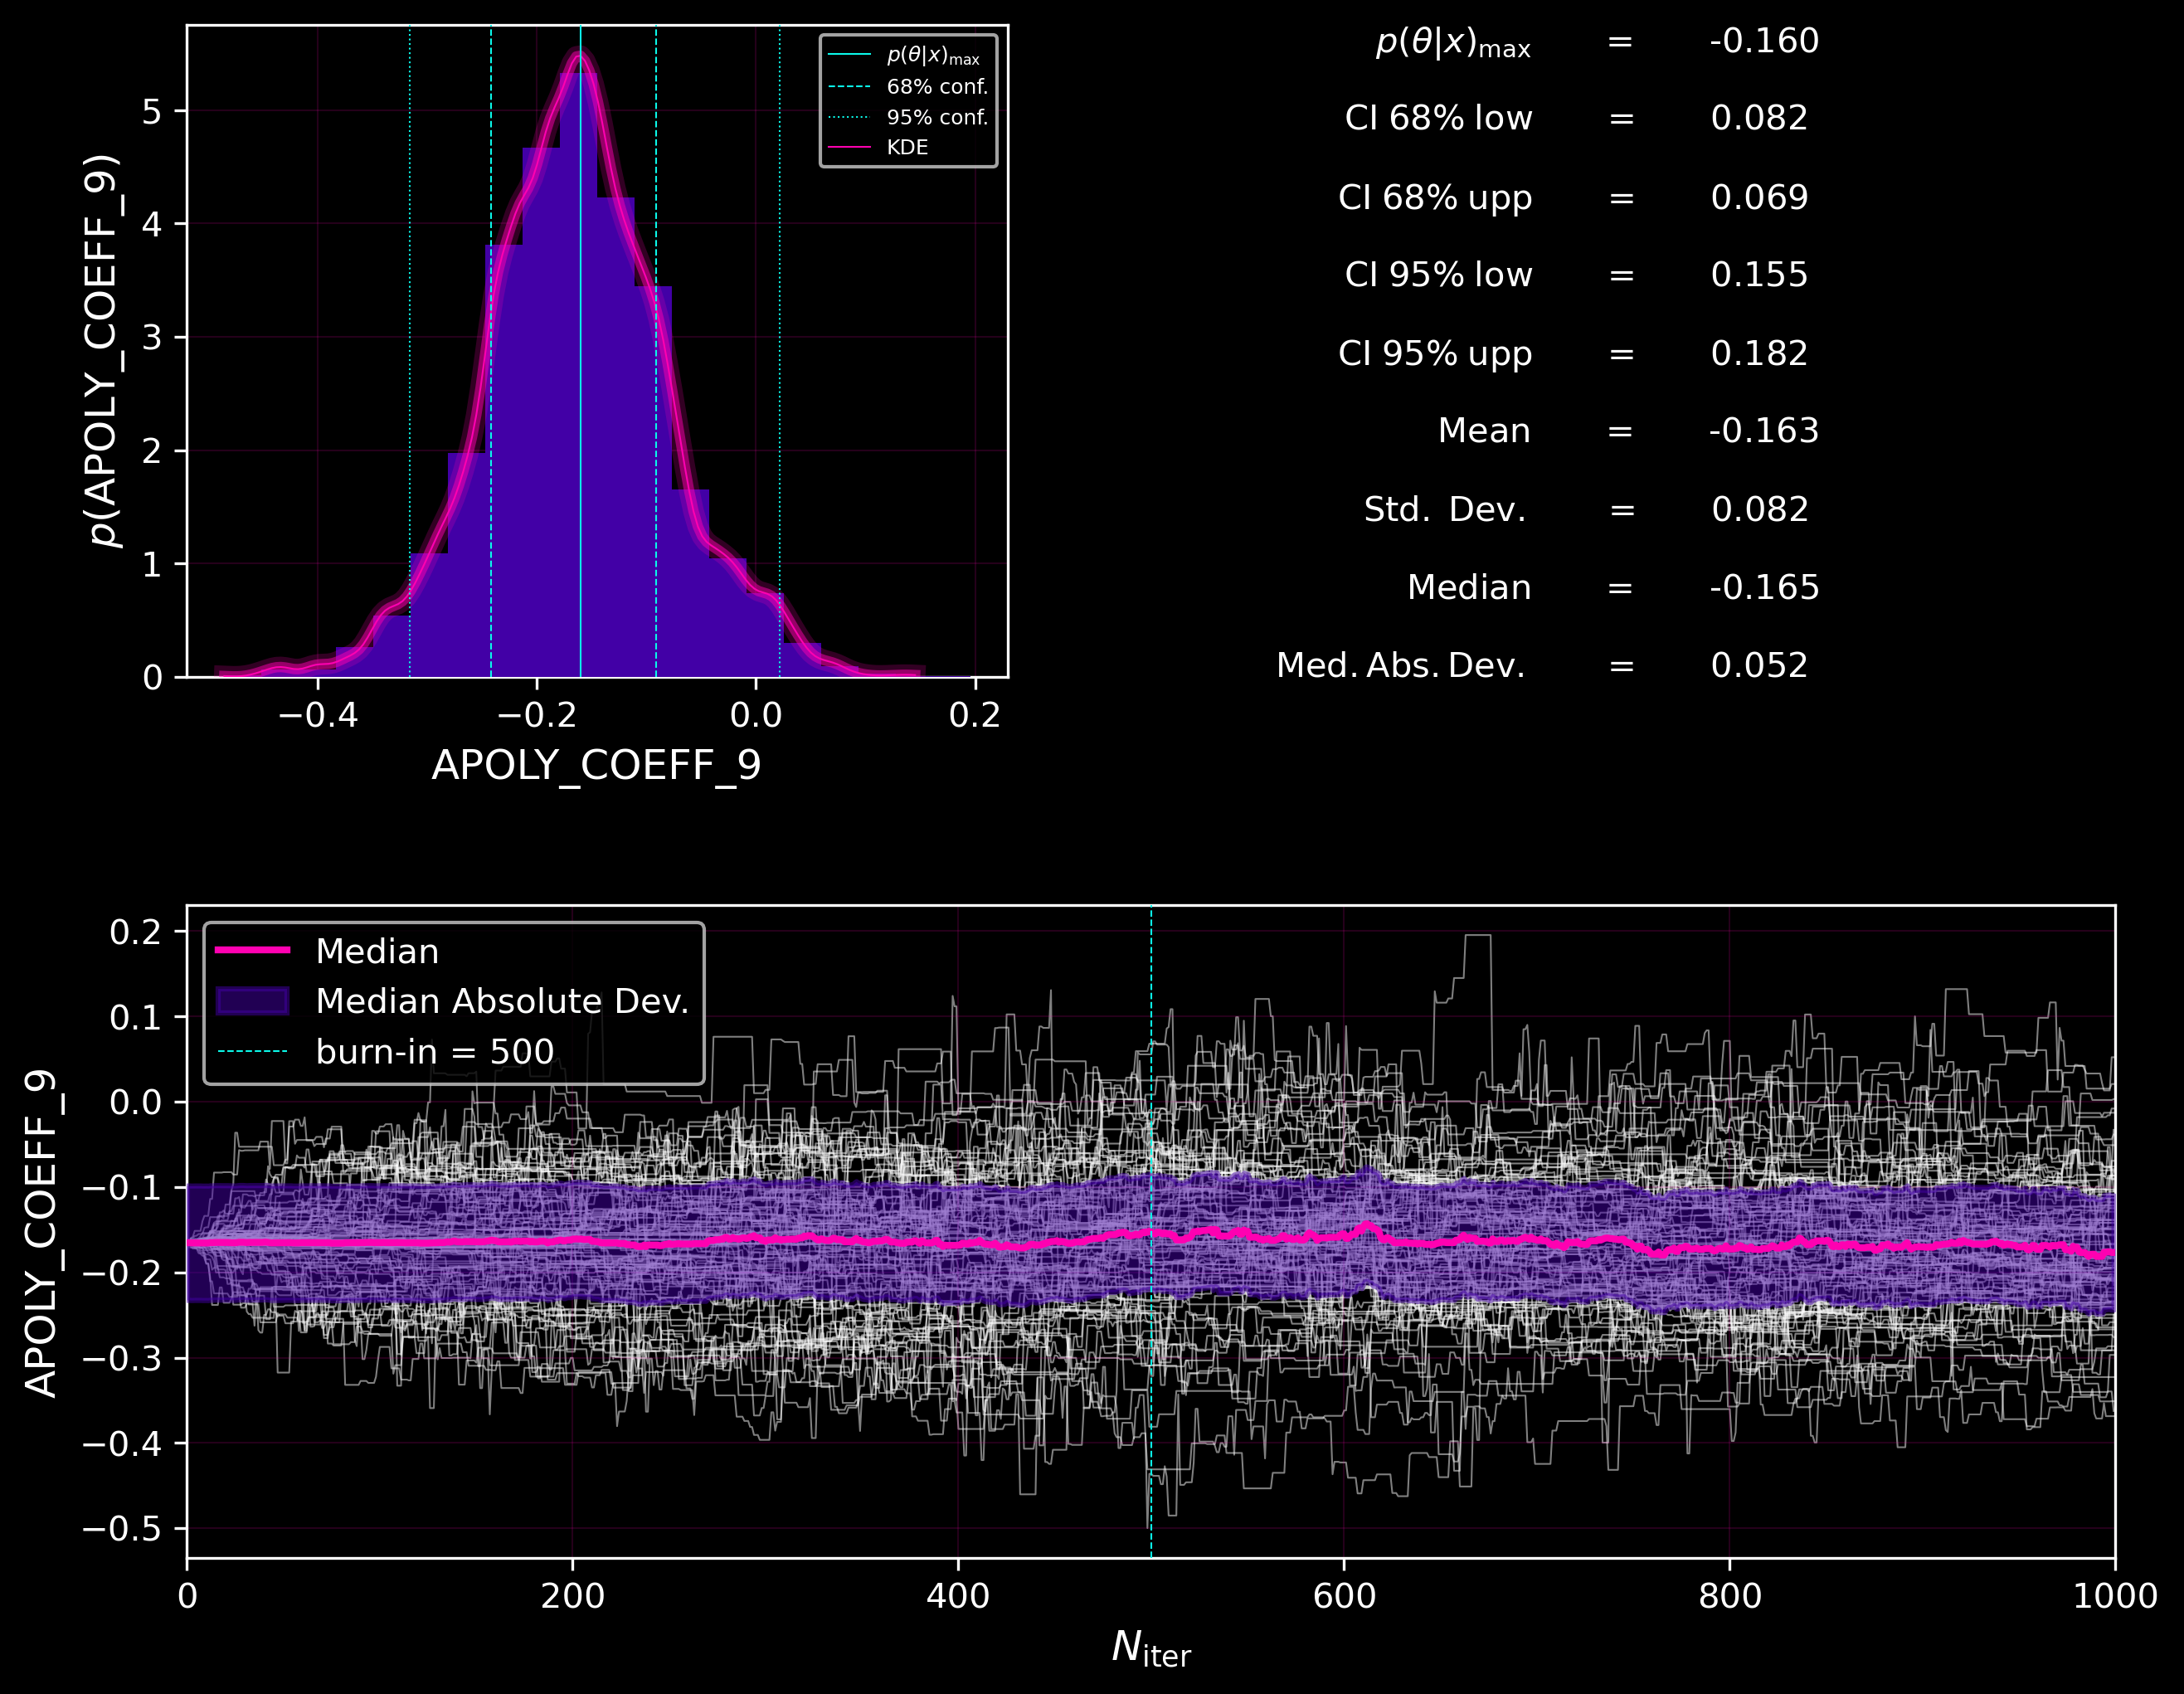 p(θ|x)max
68% conf.
95% conf.
KDE
5
4
3
2
1
0
p(APOLY_COEFF_9)
−0.4 −0.2 0.0 0.2
APOLY_COEFF_9
p(θ|x)max = -0.160
CI 68% low = 0.082
CI 68% upp = 0.069
CI 95% low = 0.155
CI 95% upp = 0.182
Mean = -0.163
Std. Dev. = 0.082
Median = -0.165
Med. Abs. Dev. = 0.052
Median
Median Absolute Dev.
burn-in = 500
0.2
0.1
0.0
−0.1
−0.2
−0.3
−0.4
−0.5
APOLY_COEFF_9
0 200 400 600 800 1000
Niter